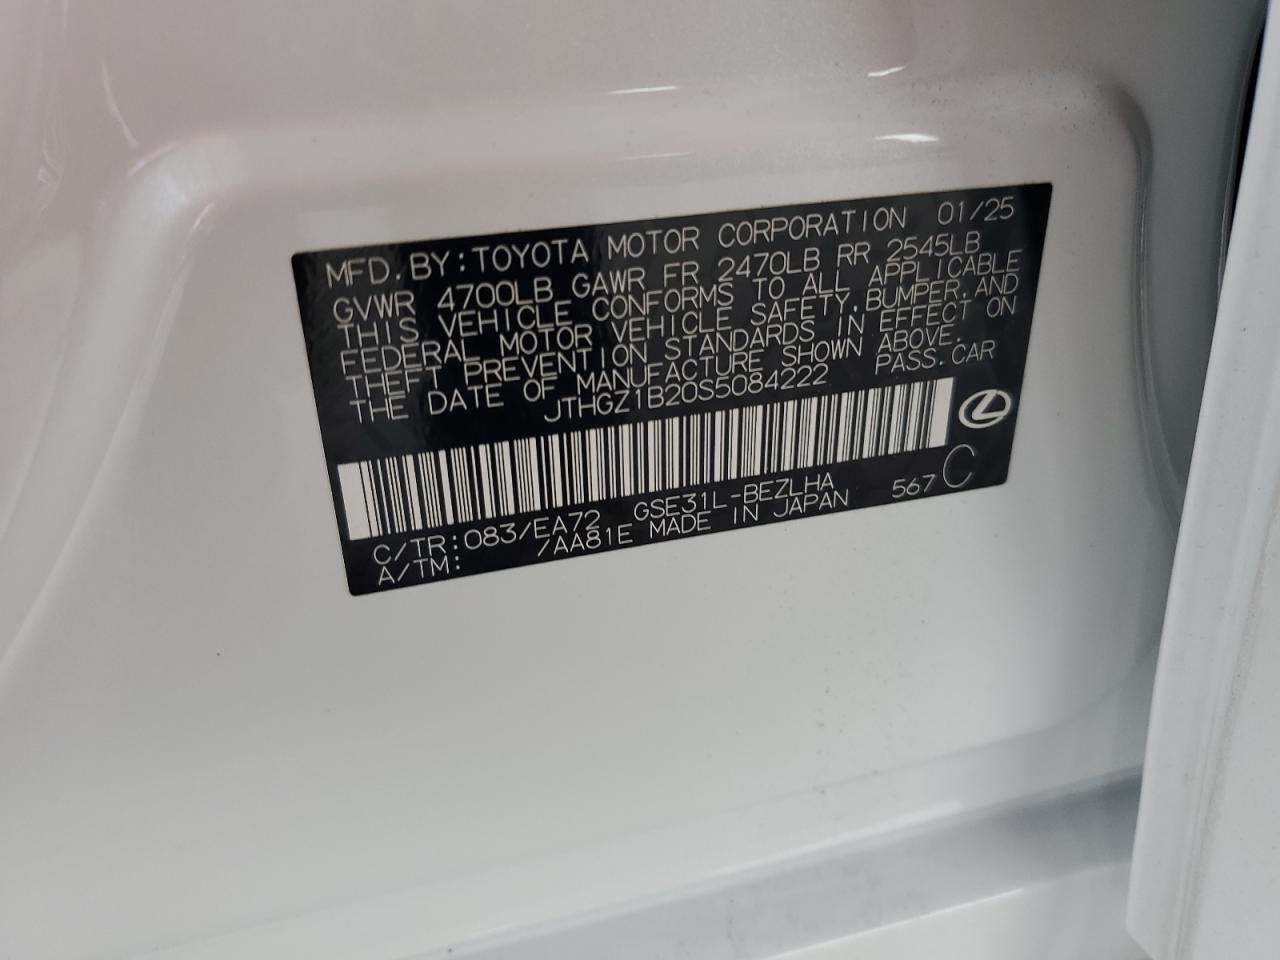 MFD. BY: TOYOTA MOTOR CORPORATION 01/25
GVWR 4700LB GAWR FR 2470LB RR 2545LB
THIS VEHICLE CONFORMS TO ALL APPLICABLE
FEDERAL MOTOR VEHICLE SAFETY, BUMPER, AND
THEFT PREVENTION STANDARDS IN EFFECT ON
THE DATE OF MANUFACTURE SHOWN ABOVE.
JTHGZ1B20S5084222 PASS. CAR
C/TR: 083/EA72 GSE31L-BEZLHA 567 C
A/TM: /AA81E MADE IN JAPAN